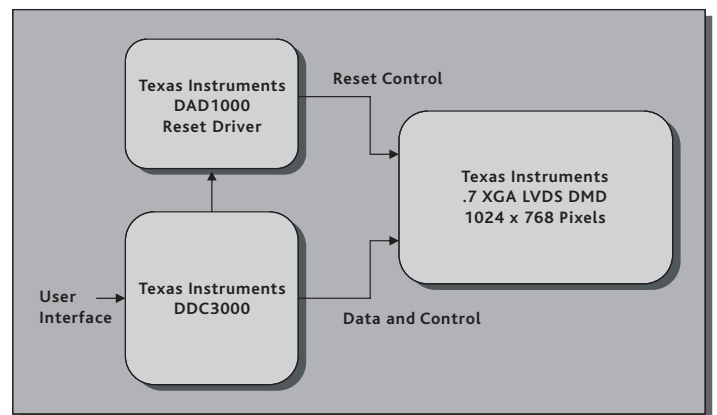 Texas Instruments
DAD1000
Reset Driver
Reset Control
Texas Instruments
.7 XGA LVDS DMD
1024 x 768 Pixels
User
Interface
Texas Instruments
DDC3000
Data and Control